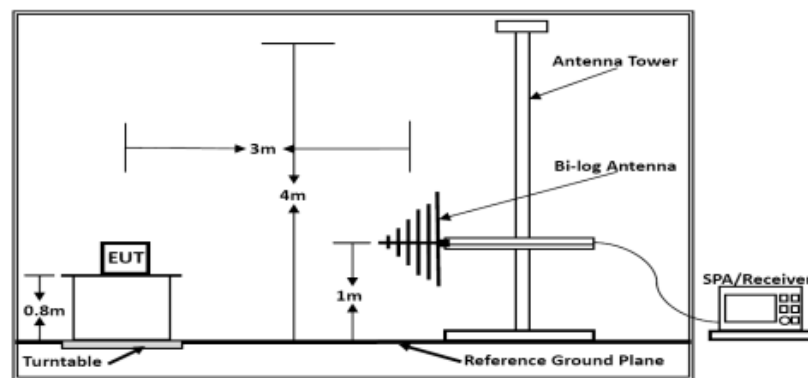 Antenna Tower
3m
Bi-log Antenna
4m
EUT
SPA/Receiver
0.8m
1m
Turntable
Reference Ground Plane